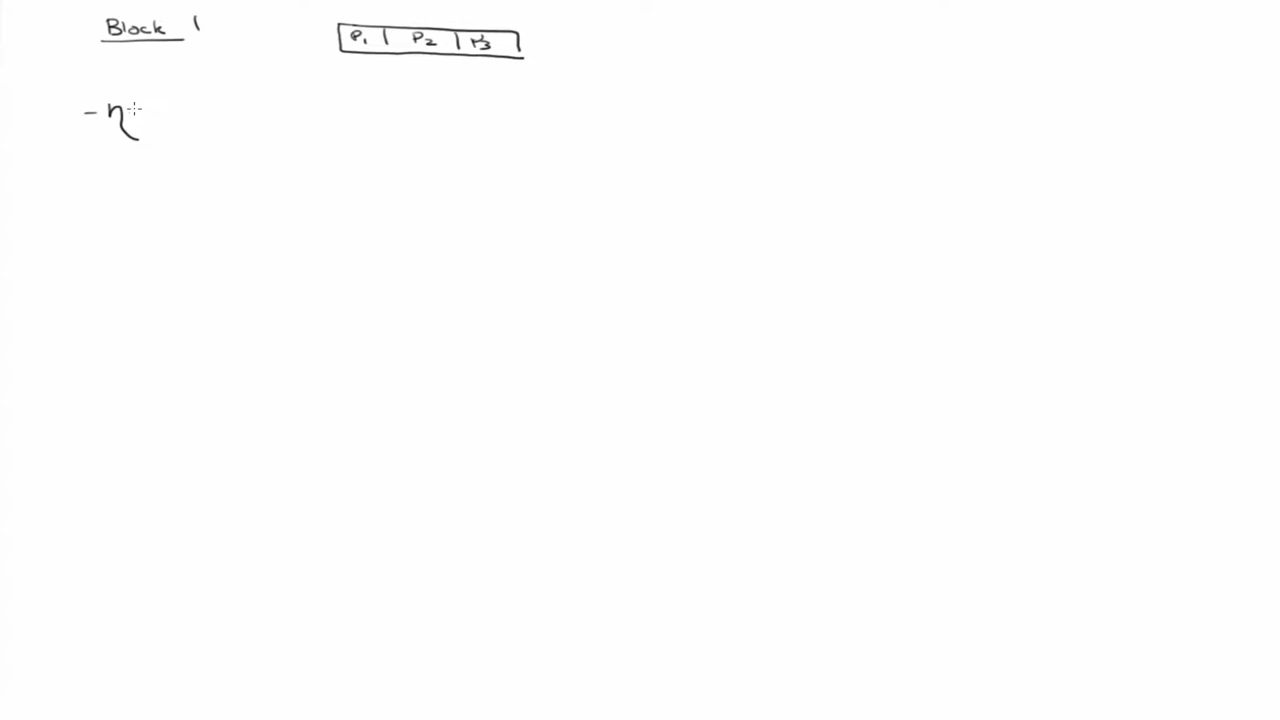 Block 1
P₁ | P₂ | P₃
- η